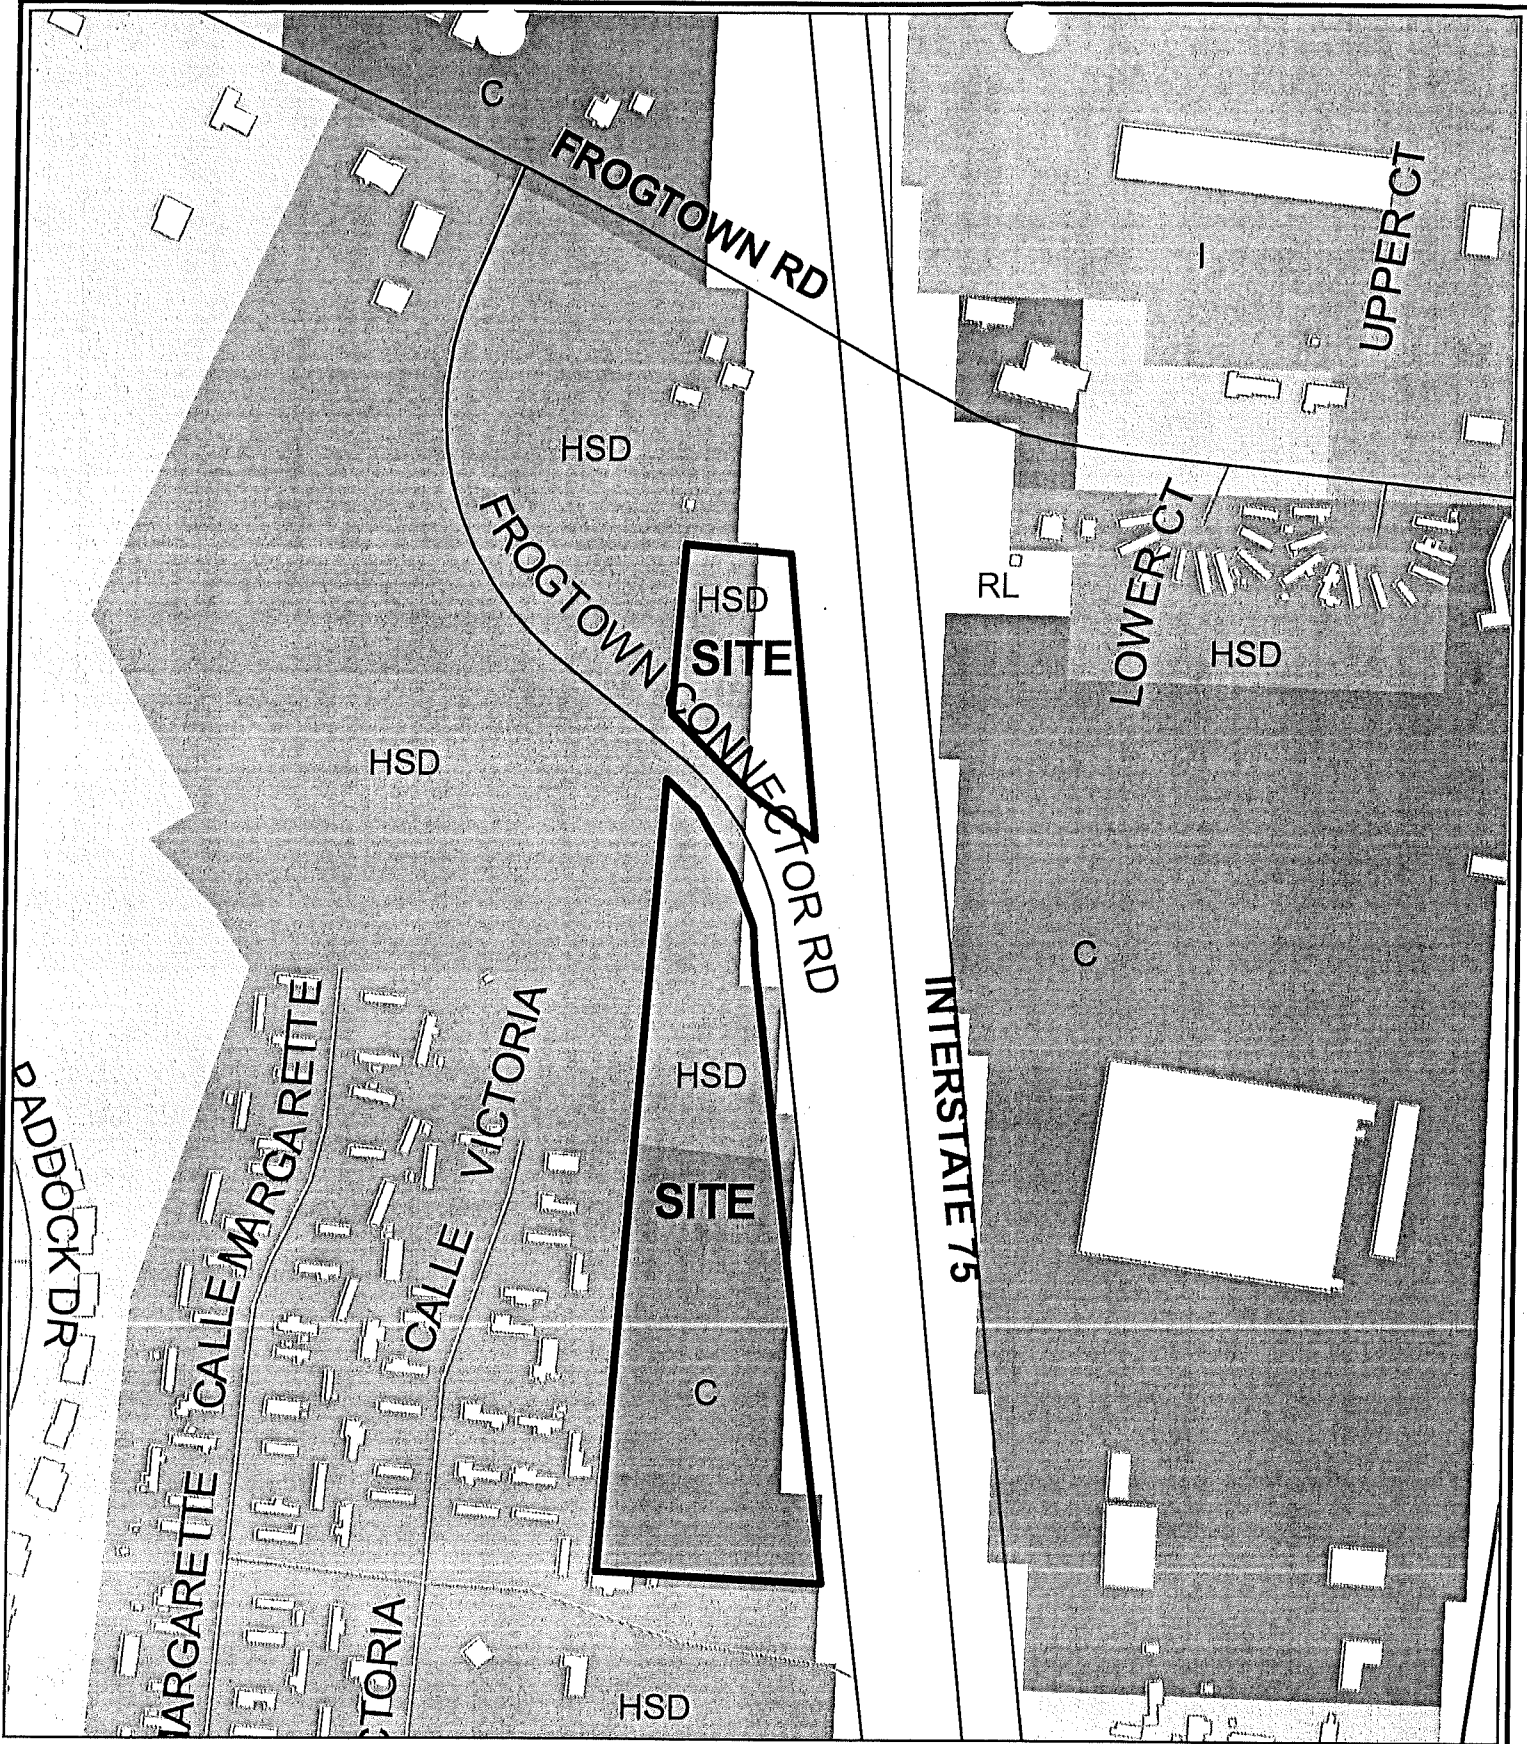 C
FROGTOWN RD
UPPER CT
I
HSD
FROGTOWN CONNECTOR RD
HSD
SITE
RL
LOWER CT
HSD
HSD
C
INTERSTATE 75
CALLE MARGARETTE
CALLE VICTORIA
HSD
SITE
PADDOCK DR
C
MARGARETTE
CTORIA
HSD